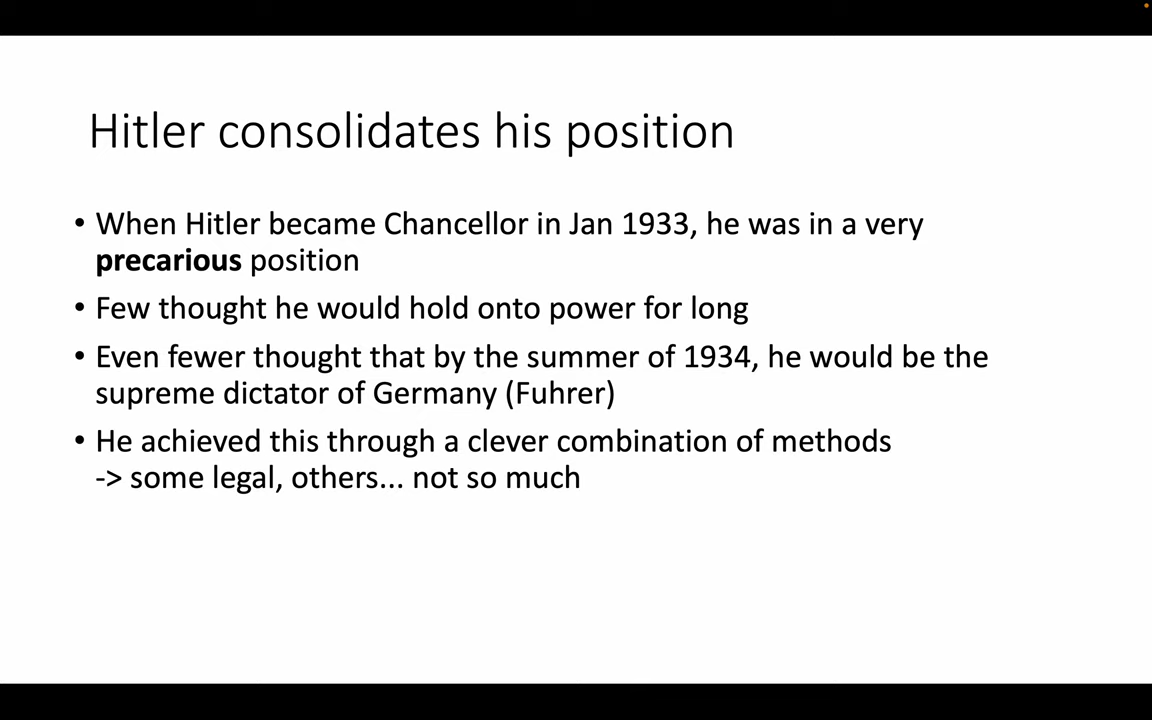 Hitler consolidates his position
• When Hitler became Chancellor in Jan 1933, he was in a very
precarious position
• Few thought he would hold onto power for long
• Even fewer thought that by the summer of 1934, he would be the
supreme dictator of Germany (Fuhrer)
• He achieved this through a clever combination of methods
-> some legal, others... not so much